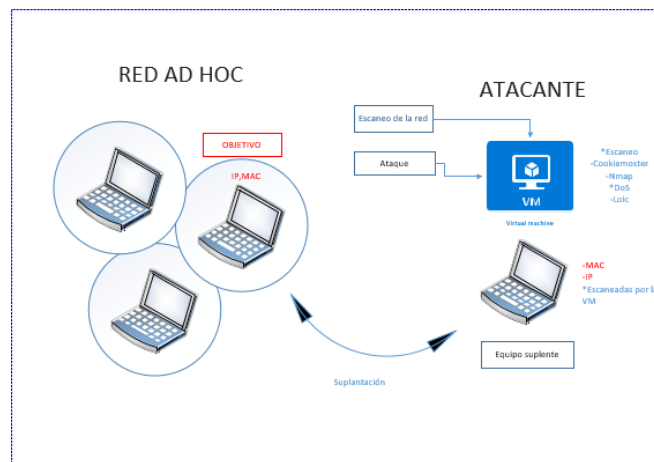 RED AD HOC
OBJETIVO
IP,MAC
ATACANTE
Escaneo de la red
Ataque
VM
Virtual machine
*Escaneo
-Cookiemoster
-Nmap
*DoS
-Loic
-MAC
-IP
*Escaneadas por la
VM
Equipo suplente
Suplantación